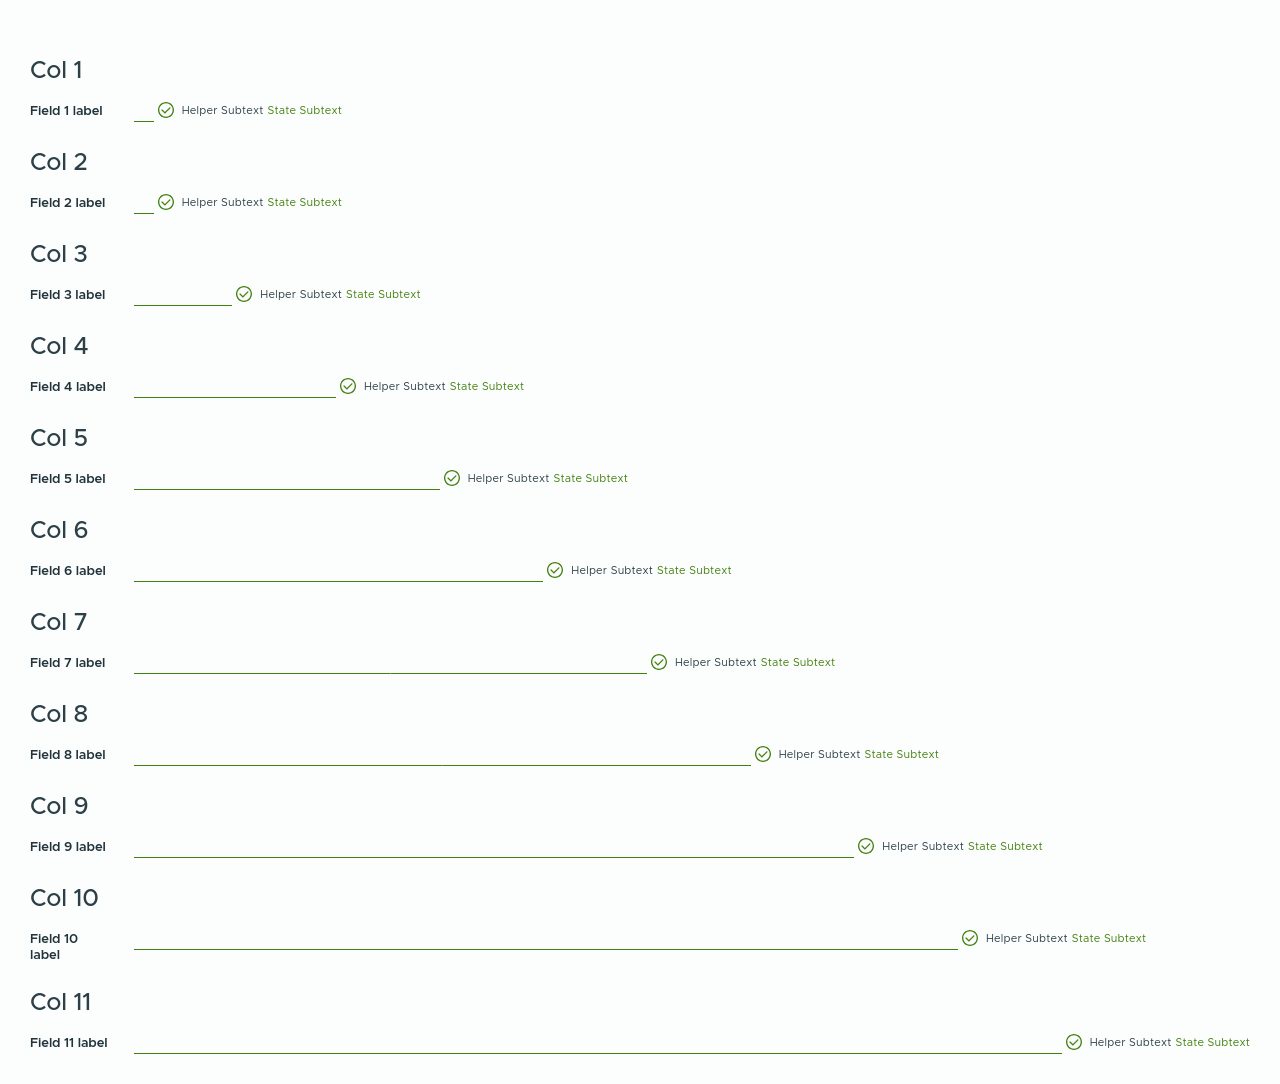 Col 1
Field 1 label Helper Subtext State Subtext
Col 2
Field 2 label Helper Subtext State Subtext
Col 3
Field 3 label Helper Subtext State Subtext
Col 4
Field 4 label Helper Subtext State Subtext
Col 5
Field 5 label Helper Subtext State Subtext
Col 6
Field 6 label Helper Subtext State Subtext
Col 7
Field 7 label Helper Subtext State Subtext
Col 8
Field 8 label Helper Subtext State Subtext
Col 9
Field 9 label Helper Subtext State Subtext
Col 10
Field 10 Helper Subtext State Subtext
label
Col 11
Field 11 label Helper Subtext State Subtext